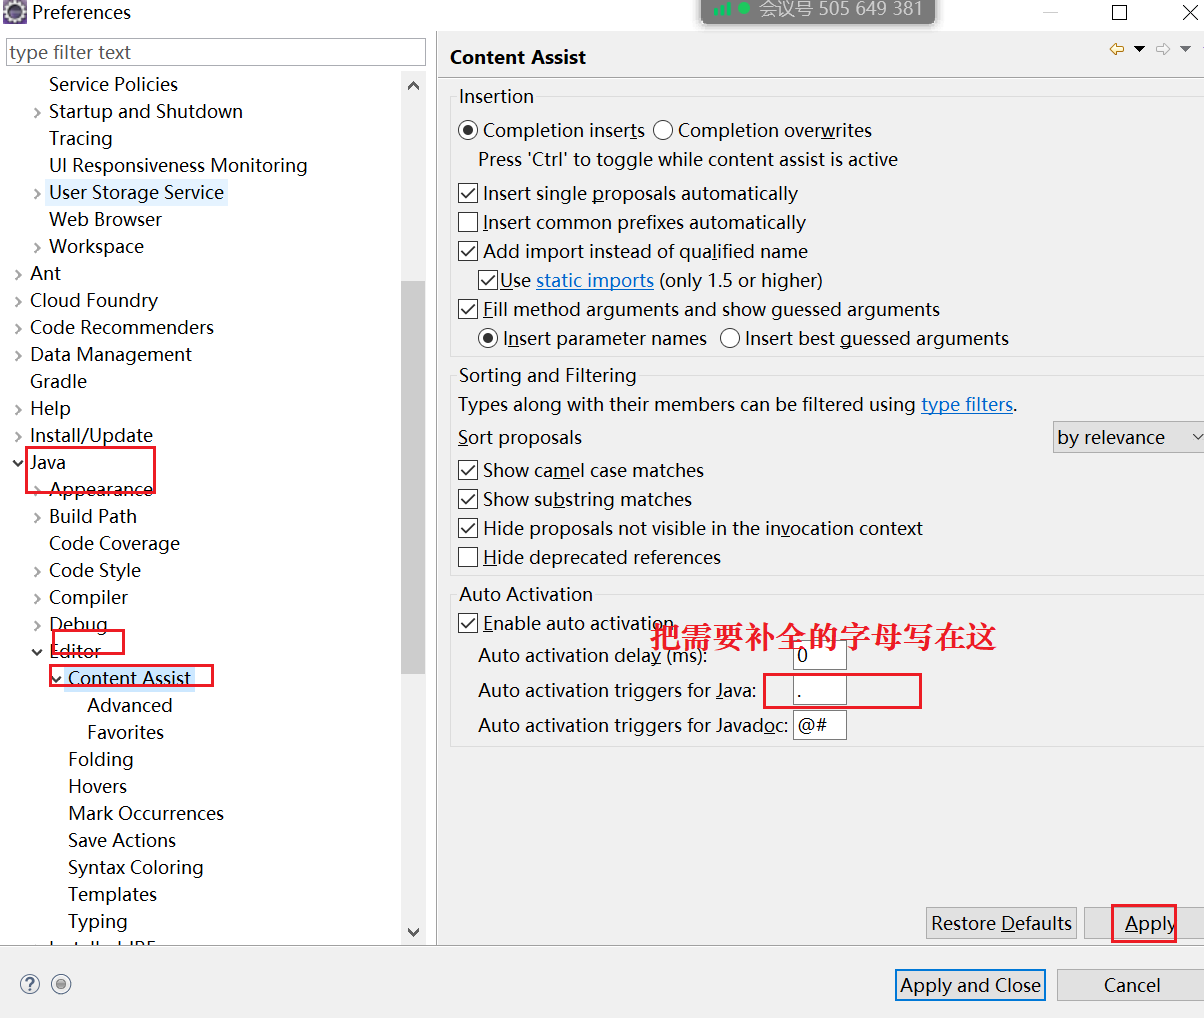 Preferences
会议号 505 649 381
type filter text
Service Policies
Startup and Shutdown
Tracing
UI Responsiveness Monitoring
User Storage Service
Web Browser
Workspace
Ant
Cloud Foundry
Code Recommenders
Data Management
Gradle
Help
Install/Update
Java
Appearance
Build Path
Code Coverage
Code Style
Compiler
Debug
Editor
Content Assist
Advanced
Favorites
Folding
Hovers
Mark Occurrences
Save Actions
Syntax Coloring
Templates
Typing
Content Assist
Insertion
Completion inserts Completion overwrites
Press 'Ctrl' to toggle while content assist is active
Insert single proposals automatically
Insert common prefixes automatically
Add import instead of qualified name
Use static imports (only 1.5 or higher)
Fill method arguments and show guessed arguments
Insert parameter names Insert best guessed arguments
Sorting and Filtering
Types along with their members can be filtered using type filters.
Sort proposals by relevance
Show camel case matches
Show substring matches
Hide proposals not visible in the invocation context
Hide deprecated references
Auto Activation
Enable auto activation
把需要补全的字母写在这
Auto activation delay (ms): 0
Auto activation triggers for Java: .
Auto activation triggers for Javadoc: @#
Restore Defaults Apply
Apply and Close Cancel